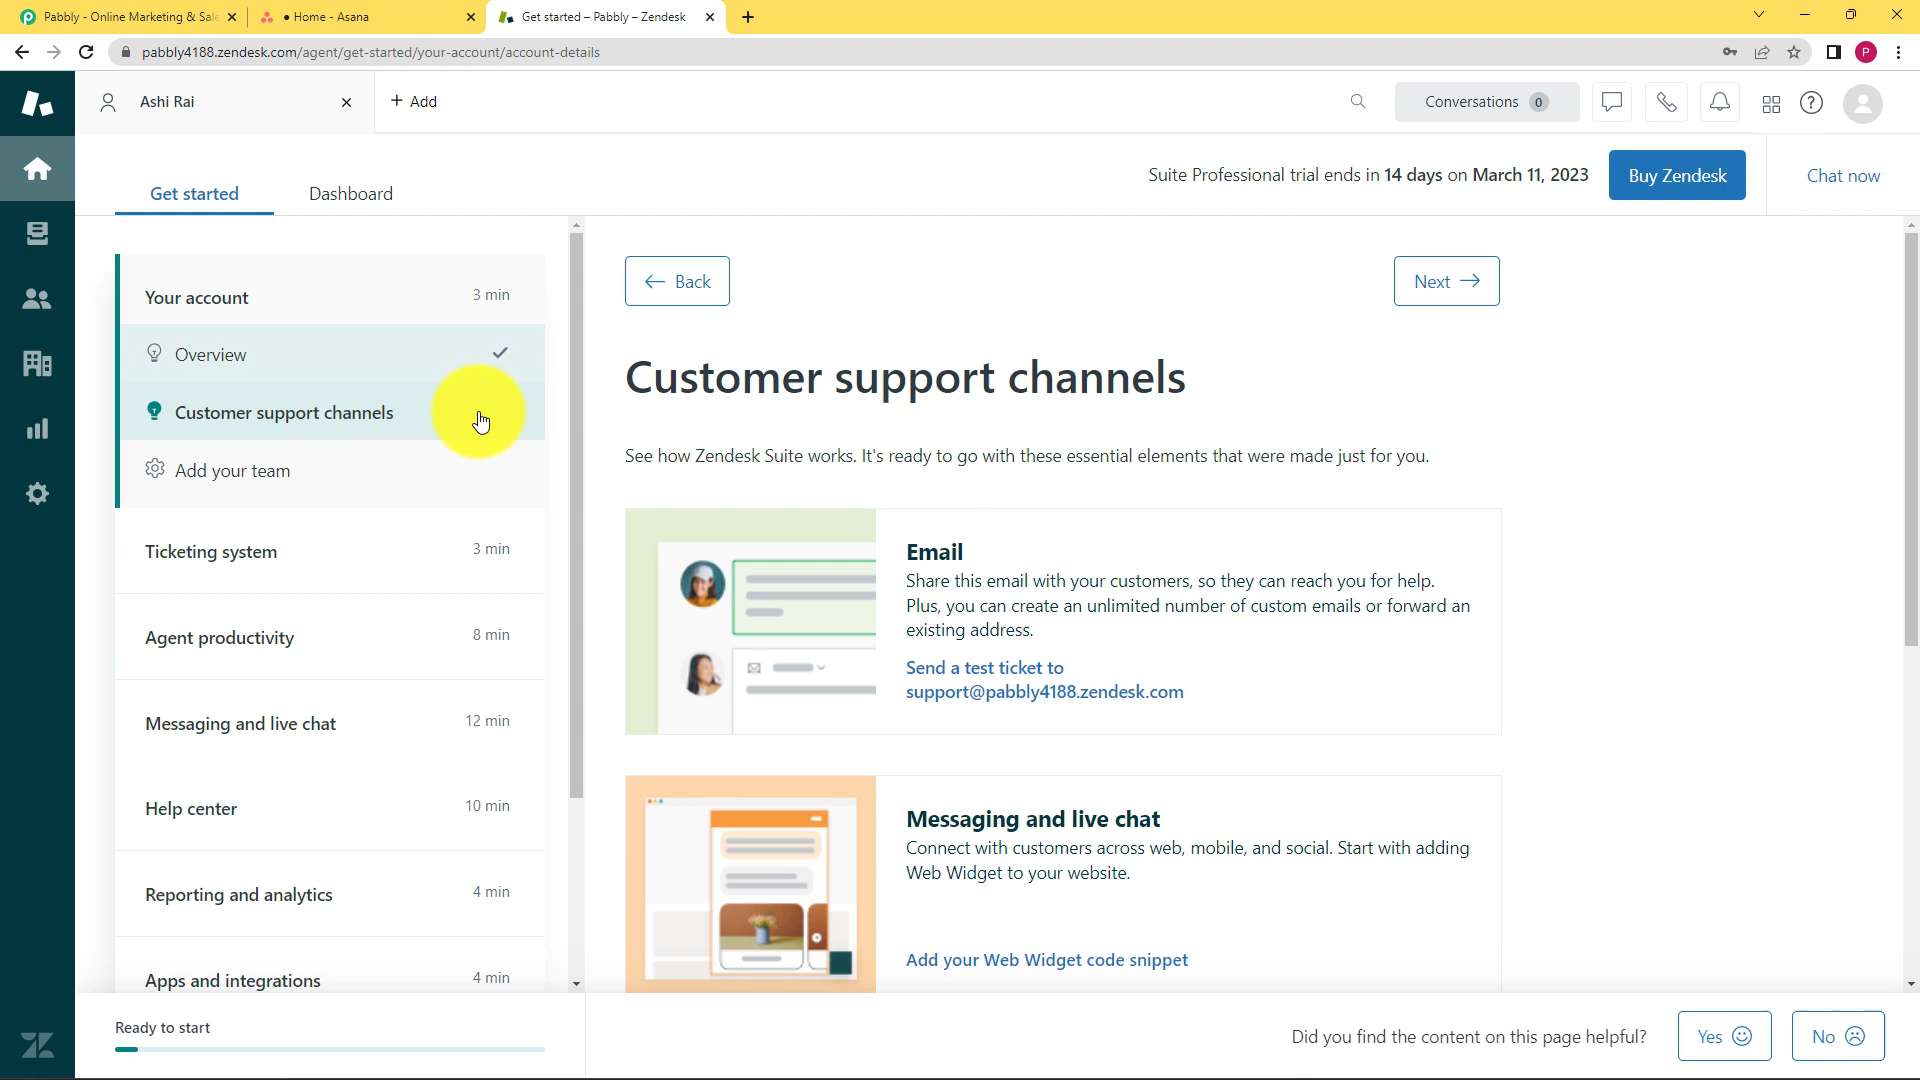 Pabbly - Online Marketing & Sale
• Home - Asana
Get started – Pabbly – Zendesk
pabbly4188.zendesk.com/agent/get-started/your-account/account-details
P
Ashi Rai
+ Add
Conversations 0
Get started
Dashboard
Suite Professional trial ends in 14 days on March 11, 2023
Buy Zendesk
Chat now
Your account 3 min
Overview
Customer support channels
Add your team
Ticketing system 3 min
Agent productivity 8 min
Messaging and live chat 12 min
Help center 10 min
Reporting and analytics 4 min
Apps and integrations 4 min
Ready to start
← Back
Next →
Customer support channels
See how Zendesk Suite works. It's ready to go with these essential elements that were made just for you.
Email
Share this email with your customers, so they can reach you for help.
Plus, you can create an unlimited number of custom emails or forward an
existing address.
Send a test ticket to
support@pabbly4188.zendesk.com
Messaging and live chat
Connect with customers across web, mobile, and social. Start with adding
Web Widget to your website.
Add your Web Widget code snippet
Did you find the content on this page helpful?
Yes
No